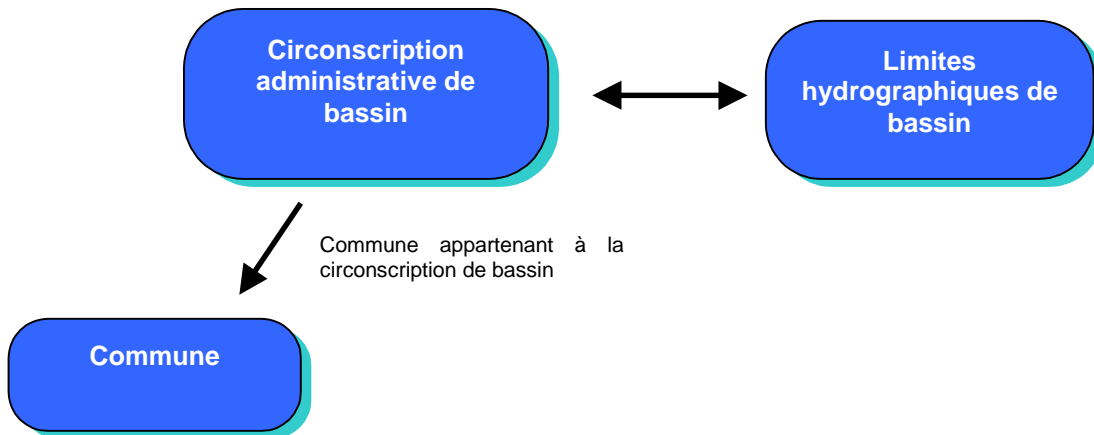 Circonscription
administrative de
bassin
Limites
hydrographiques de
bassin
Commune appartenant à la
circonscription de bassin
Commune